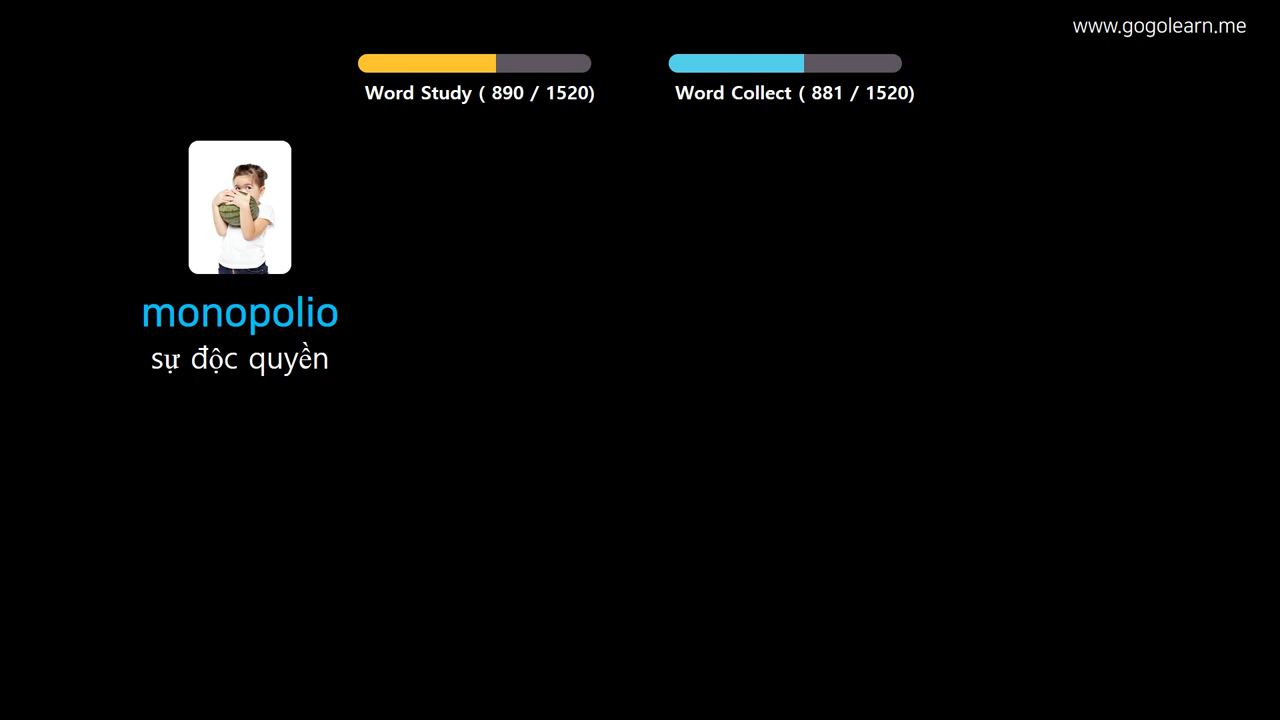 www.gogolearn.me
Word Study ( 890 / 1520)
Word Collect ( 881 / 1520)
monopolio
sự độc quyền